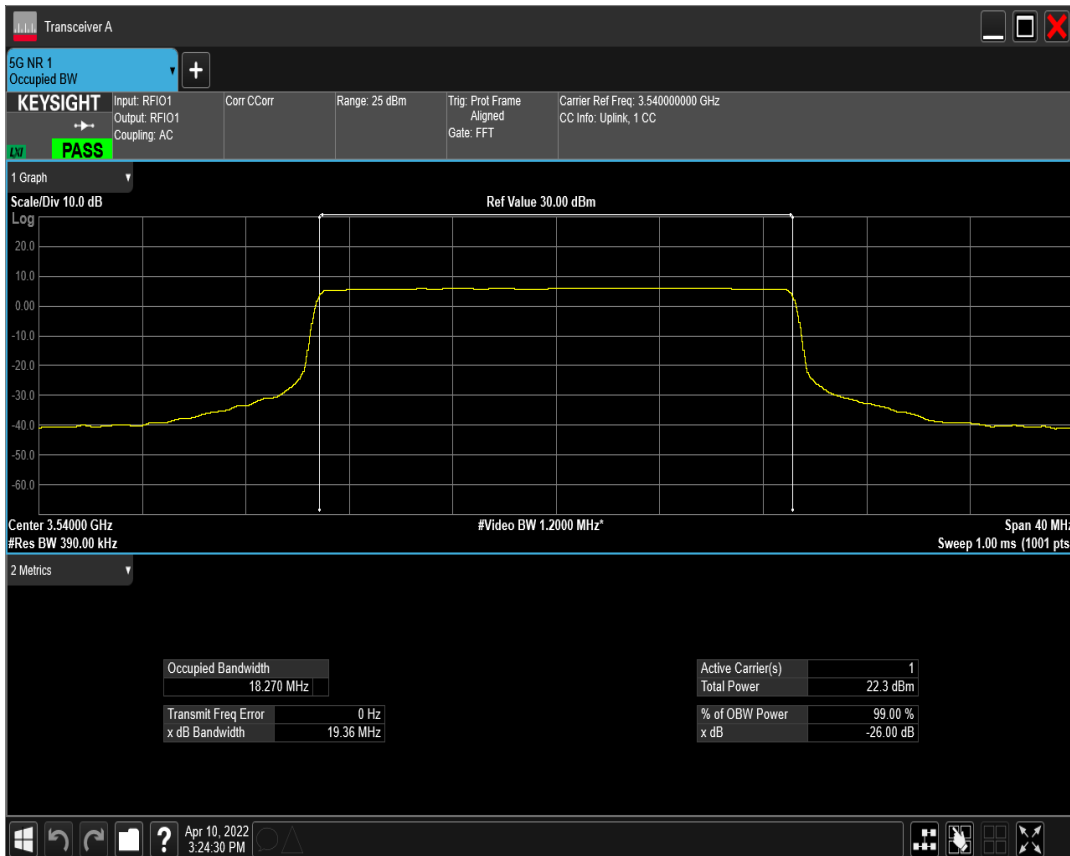 Transceiver A
5G NR 1
Occupied BW
+
KEYSIGHT
Input: RFIO1
Output: RFIO1
Coupling: AC
Corr CCorr
Range: 25 dBm
Trig: Prot Frame
Aligned
Gate: FFT
Carrier Ref Freq: 3.540000000 GHz
CC Info: Uplink, 1 CC
LXI
PASS
1 Graph
Scale/Div 10.0 dB
Ref Value 30.00 dBm
Log
20.0
10.0
0.00
-10.0
-20.0
-30.0
-40.0
-50.0
-60.0
Center 3.54000 GHz
#Video BW 1.2000 MHz*
Span 40 MHz
#Res BW 390.00 kHz
Sweep 1.00 ms (1001 pts
2 Metrics
Occupied Bandwidth
18.270 MHz
Transmit Freq Error 0 Hz
x dB Bandwidth 19.36 MHz
Active Carrier(s) 1
Total Power 22.3 dBm
% of OBW Power 99.00 %
x dB -26.00 dB
?
Apr 10, 2022
3:24:30 PM